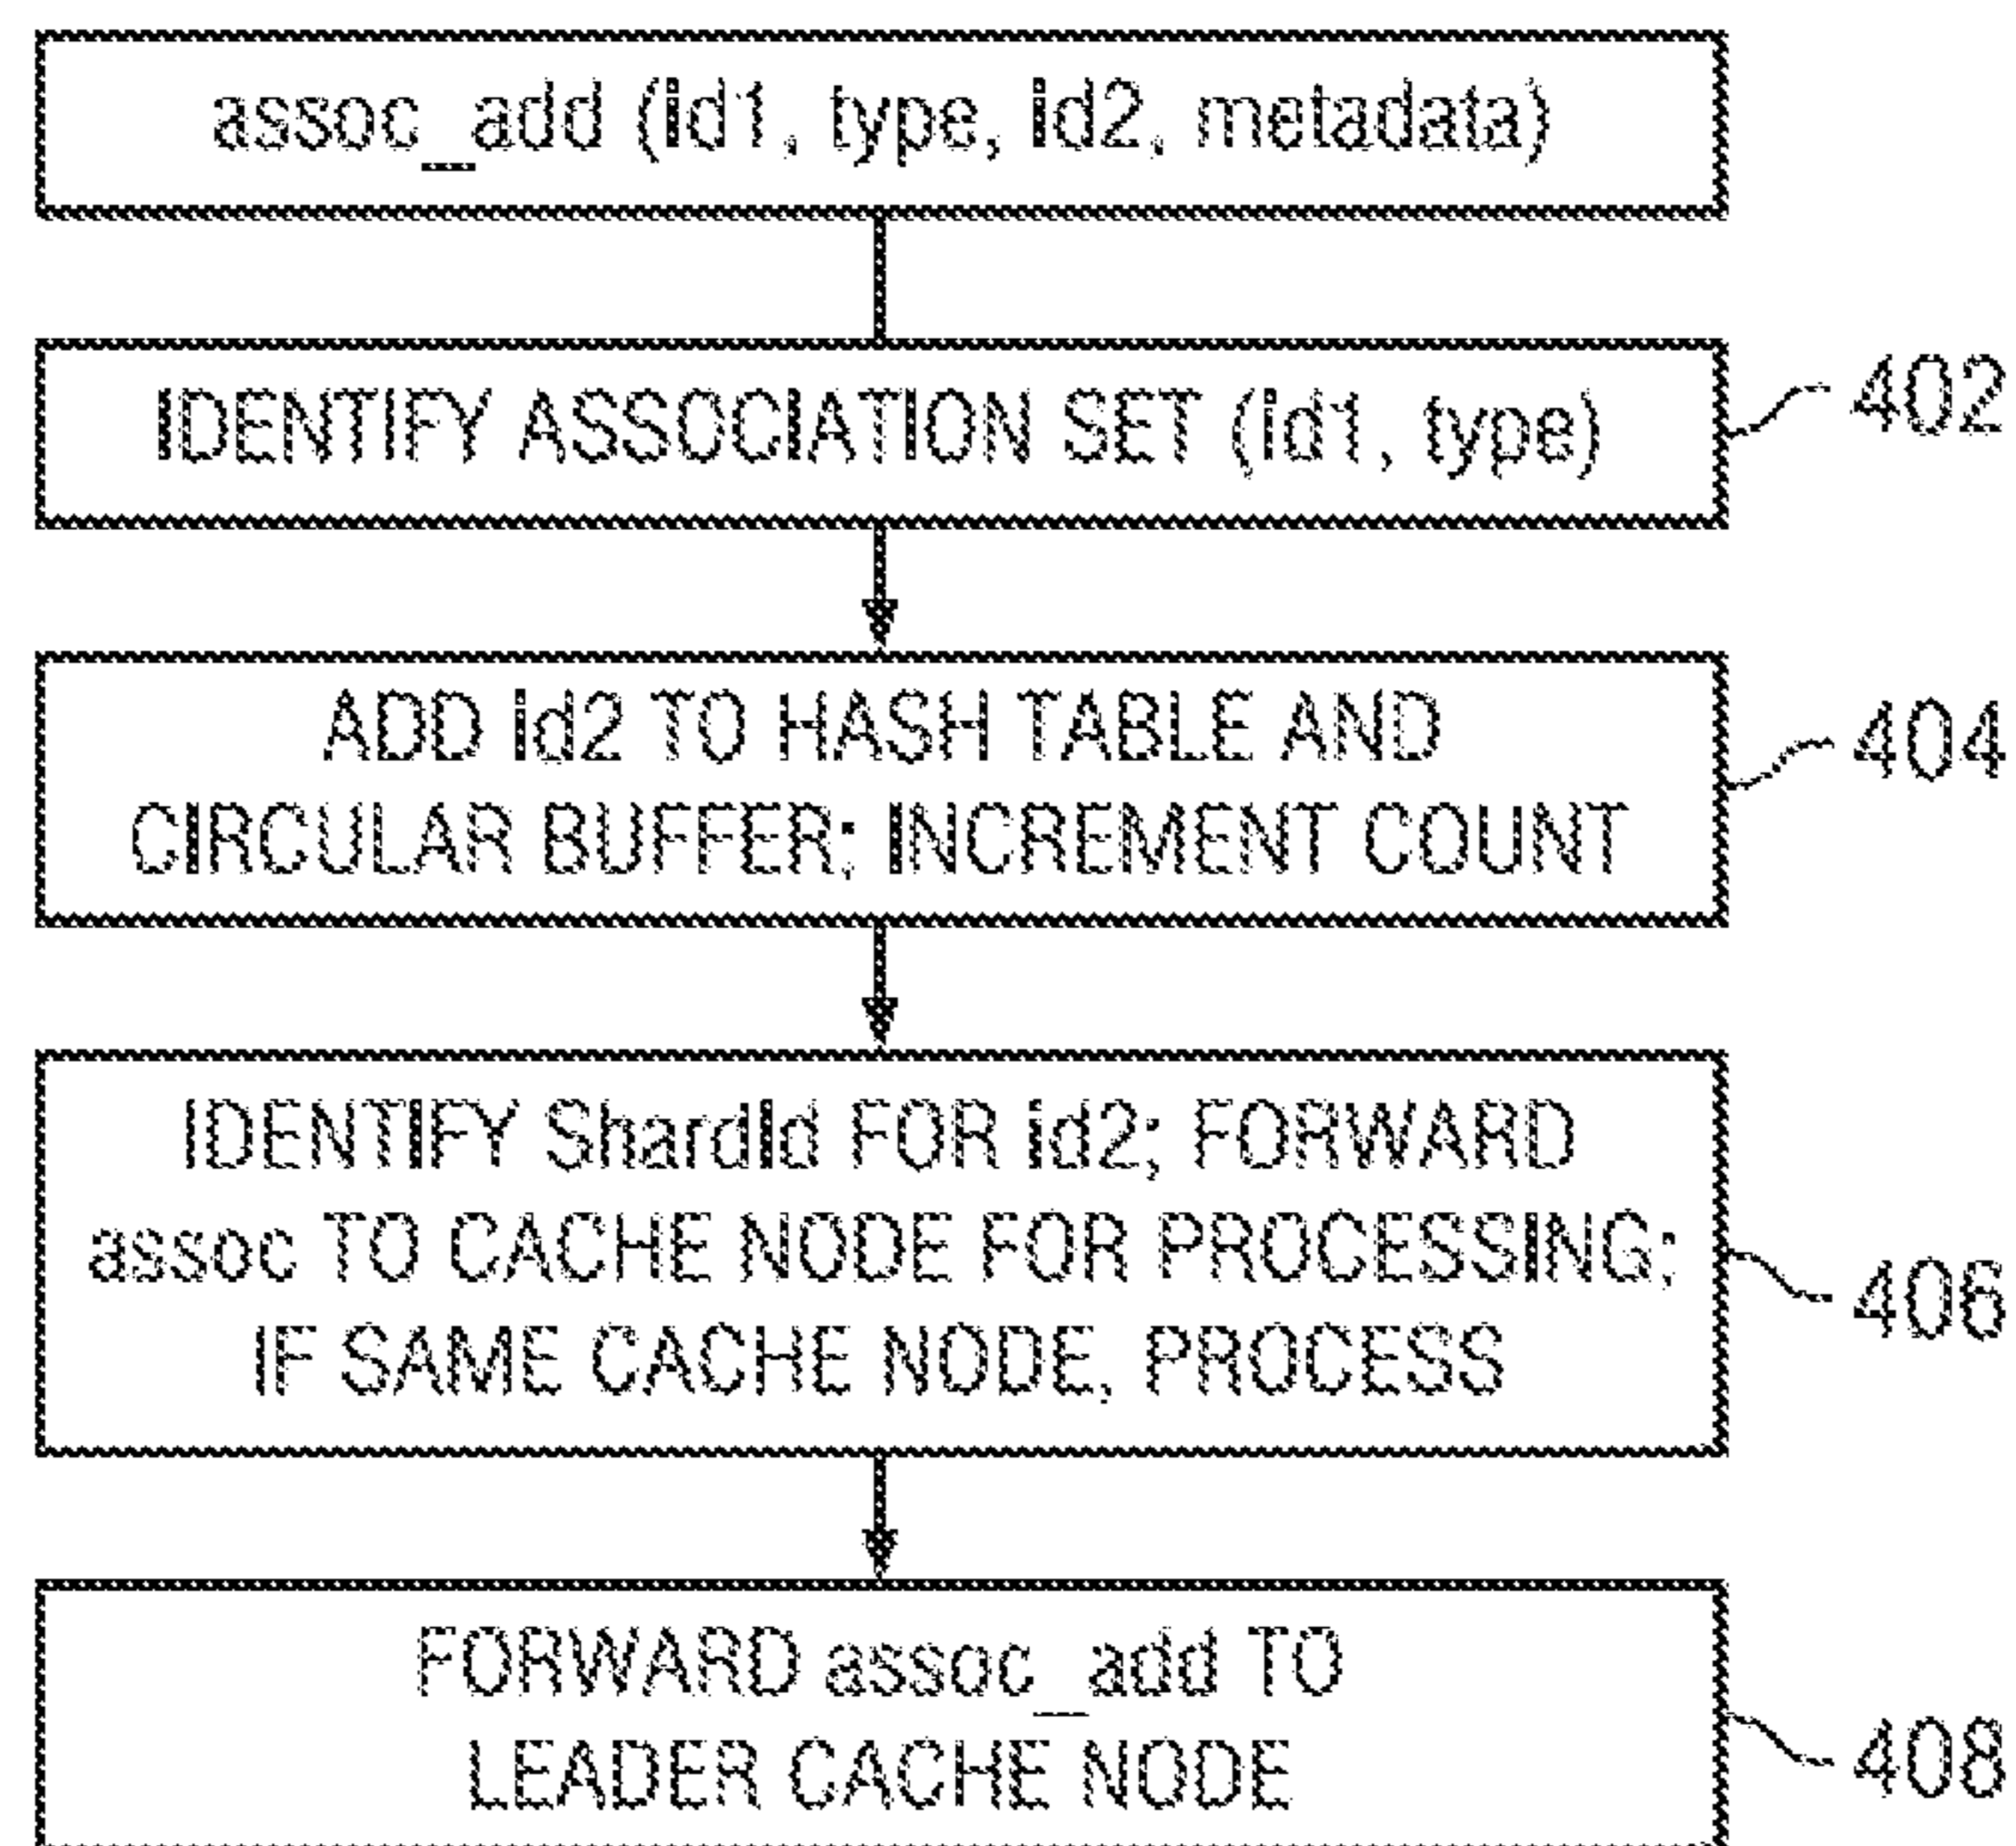 assoc_add (id1, type, id2, metadata)
IDENTIFY ASSOCIATION SET (id1, type)
402
ADD id2 TO HASH TABLE AND
CIRCULAR BUFFER; INCREMENT COUNT
404
IDENTIFY ShardId FOR id2; FORWARD
assoc TO CACHE NODE FOR PROCESSING;
IF SAME CACHE NODE, PROCESS
406
FORWARD assoc_add TO
LEADER CACHE NODE
408